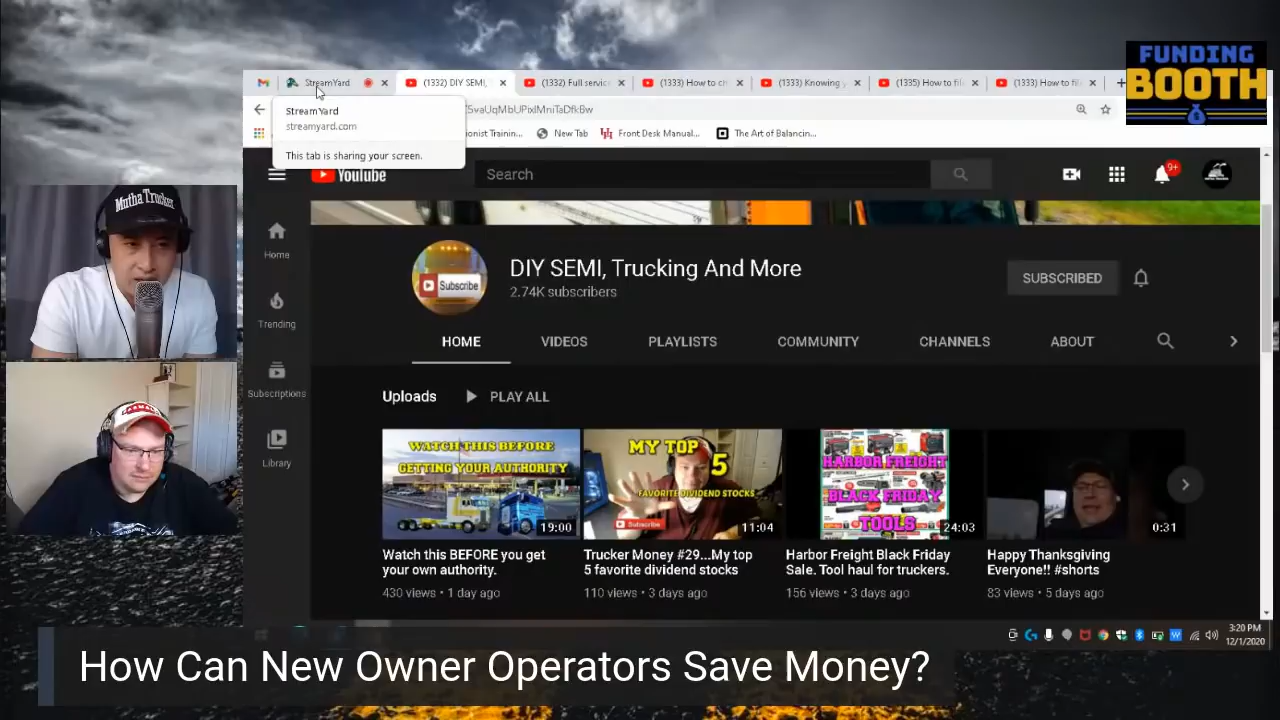 FUNDING
BOOTH
StreamYard
(1332) DIY SEMI,
(1332) Full service
(1333) How to ch
(1333) Knowing y
(1335) How to fil
(1333) How to fil
SvaUqMbUPixlMniTaDfkBw
StreamYard
streamyard.com
This tab is sharing your screen.
ionist Trainin...
New Tab
Front Desk Manual...
The Art of Balancin...
YouTube
Search
9+
Mutha Trucker
Home
Trending
Subscriptions
Library
Subscribe
DIY SEMI, Trucking And More
2.74K subscribers
SUBSCRIBED
HOME
VIDEOS
PLAYLISTS
COMMUNITY
CHANNELS
ABOUT
Uploads
PLAY ALL
WATCH THIS BEFORE
GETTING YOUR AUTHORITY
19:00
MY TOP
5
FAVORITE DIVIDEND STOCKS
Subscribe
11:04
HARBOR FREIGHT
BLACK FRIDAY
TOOLS
24:03
0:31
Watch this BEFORE you get
your own authority.
430 views • 1 day ago
Trucker Money #29...My top
5 favorite dividend stocks
110 views • 3 days ago
Harbor Freight Black Friday
Sale. Tool haul for truckers.
156 views • 3 days ago
Happy Thanksgiving
Everyone!! #shorts
83 views • 5 days ago
3:20 PM
12/1/2020
How Can New Owner Operators Save Money?